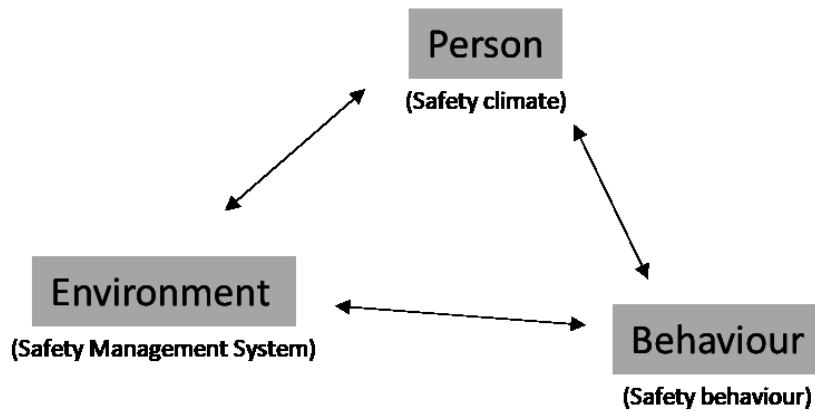 Person
(Safety climate)
Environment
(Safety Management System)
Behaviour
(Safety behaviour)